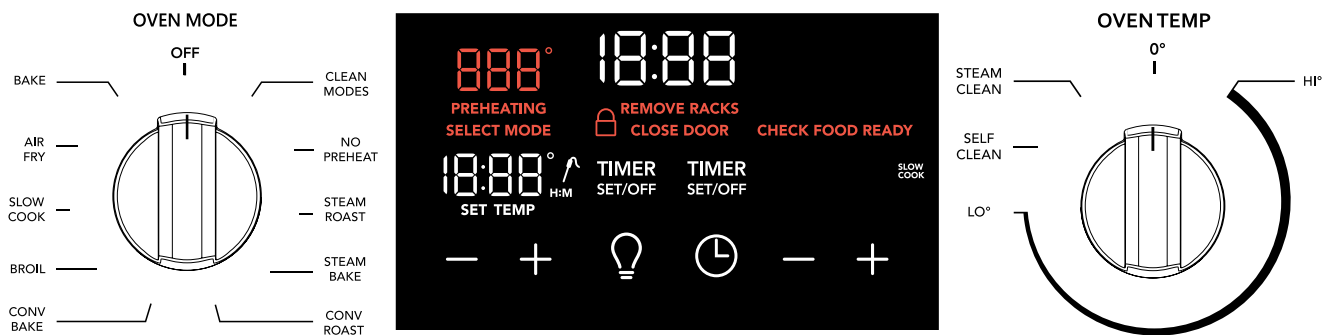 OVEN MODE
OFF
BAKE
CLEAN
MODES
AIR
FRY
NO
PREHEAT
SLOW
COOK
STEAM
ROAST
BROIL
STEAM
BAKE
CONV
BAKE
CONV
ROAST
888°
18:88
PREHEATING
REMOVE RACKS
SELECT MODE
CLOSE DOOR
CHECK FOOD READY
18:88°
H:M
SET TEMP
TIMER
SET/OFF
TIMER
SET/OFF
SLOW
COOK
− +
− +
OVEN TEMP
0°
STEAM
CLEAN
HI°
SELF
CLEAN
LO°